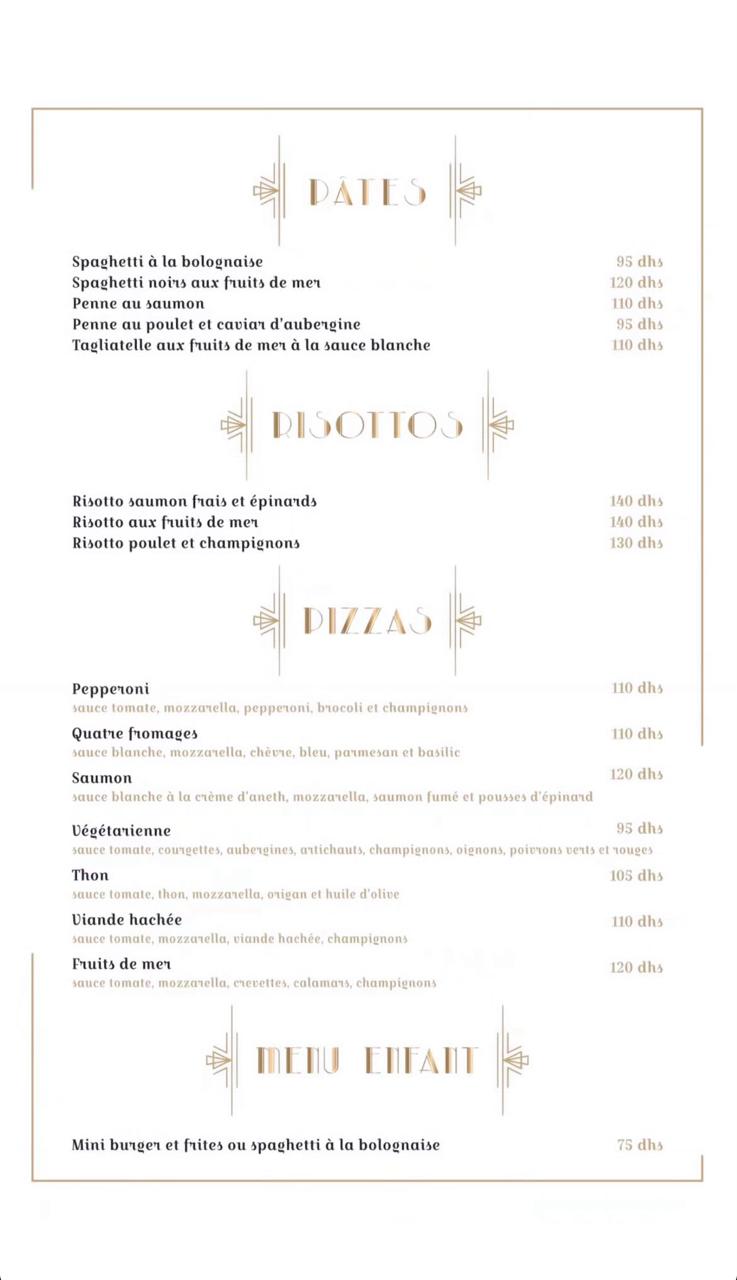 PÂTES
Spaghetti à la bolognaise 95 dhs
Spaghetti noirs aux fruits de mer 120 dhs
Penne au saumon 110 dhs
Penne au poulet et caviar d'aubergine 95 dhs
Tagliatelle aux fruits de mer à la sauce blanche 110 dhs
RISOTTOS
Risotto saumon frais et épinards 140 dhs
Risotto aux fruits de mer 140 dhs
Risotto poulet et champignons 130 dhs
PIZZAS
Pepperoni 110 dhs
sauce tomate, mozzarella, pepperoni, brocoli et champignons
Quatre fromages 110 dhs
sauce blanche, mozzarella, chèvre, bleu, parmesan et basilic
Saumon 120 dhs
sauce blanche à la crème d'aneth, mozzarella, saumon fumé et pousses d'épinard
Végétarienne 95 dhs
sauce tomate, courgettes, aubergines, artichauts, champignons, oignons, poivrons verts et rouges
Thon 105 dhs
sauce tomate, thon, mozzarella, origan et huile d'olive
Viande hachée 110 dhs
sauce tomate, mozzarella, viande hachée, champignons
Fruits de mer 120 dhs
sauce tomate, mozzarella, crevettes, calamars, champignons
MENU ENFANT
Mini burger et frites ou spaghetti à la bolognaise 75 dhs